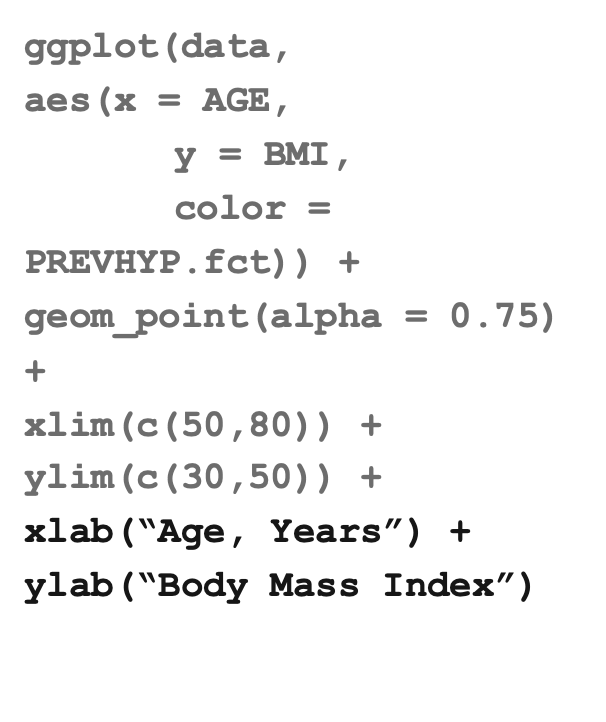 ggplot(data,
aes(x = AGE,
y = BMI,
color =
PREVHYP.fct)) +
geom_point(alpha = 0.75)
+
xlim(c(50,80)) +
ylim(c(30,50)) +
xlab(“Age, Years”) +
ylab(“Body Mass Index”)